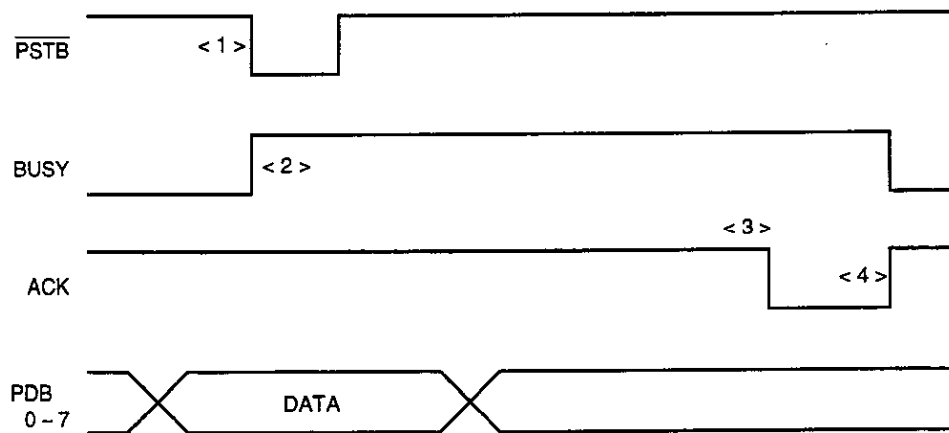 PSTB
< 1 >
BUSY
< 2 >
< 3 >
ACK
< 4 >
PDB
0 ~ 7
DATA